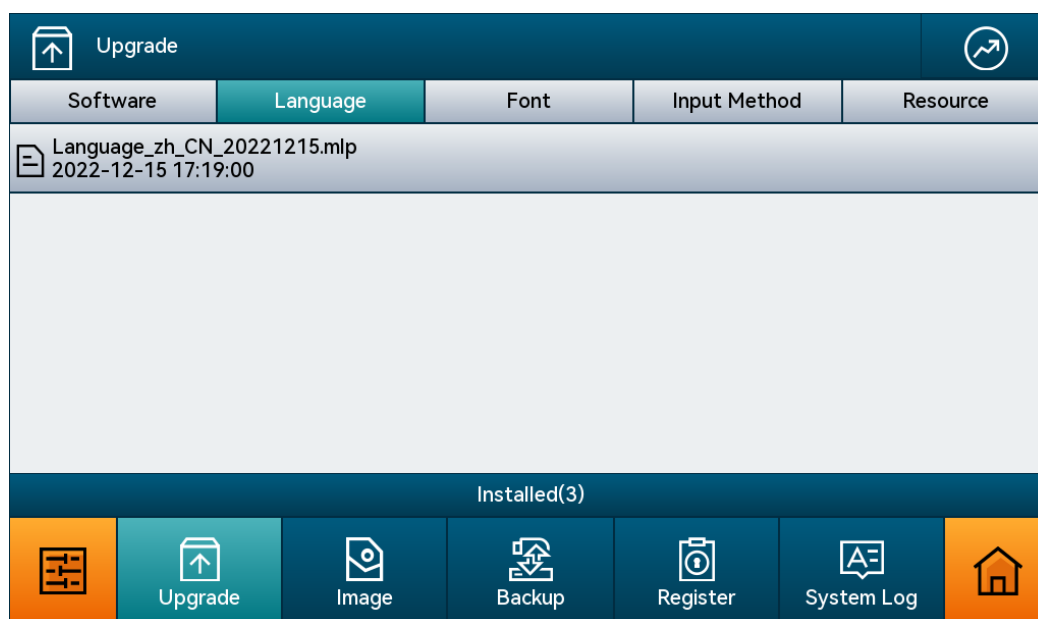 Upgrade
Software Language Font Input Method Resource
Language_zh_CN_20221215.mlp
2022-12-15 17:19:00
Installed(3)
Upgrade Image Backup Register System Log